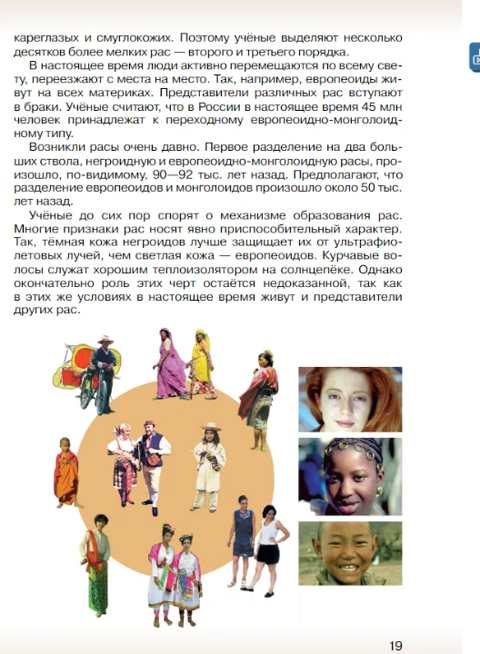 кареглазых и смуглокожих. Поэтому учёные выделяют несколько
десятков более мелких рас — второго и третьего порядка.
В настоящее время люди активно перемещаются по всему све-
ту, переезжают с места на место. Так, например, европеоиды жи-
вут на всех материках. Представители различных рас вступают
в браки. Учёные считают, что в России в настоящее время 45 млн
человек принадлежат к переходному европеоидно-монголоид-
ному типу.
Возникли расы очень давно. Первое разделение на два боль-
ших ствола, негроидную и европеоидно-монголоидную расы, про-
изошло, по-видимому, 90—92 тыс. лет назад. Предполагают, что
разделение европеоидов и монголоидов произошло около 50 тыс.
лет назад.
Учёные до сих пор спорят о механизме образования рас.
Многие признаки рас носят явно приспособительный характер.
Так, тёмная кожа негроидов лучше защищает их от ультрафио-
летовых лучей, чем светлая кожа — европеоидов. Курчавые во-
лосы служат хорошим теплоизолятором на солнцепёке. Однако
окончательно роль этих черт остаётся недоказанной, так как
в этих же условиях в настоящее время живут и представители
других рас.
19